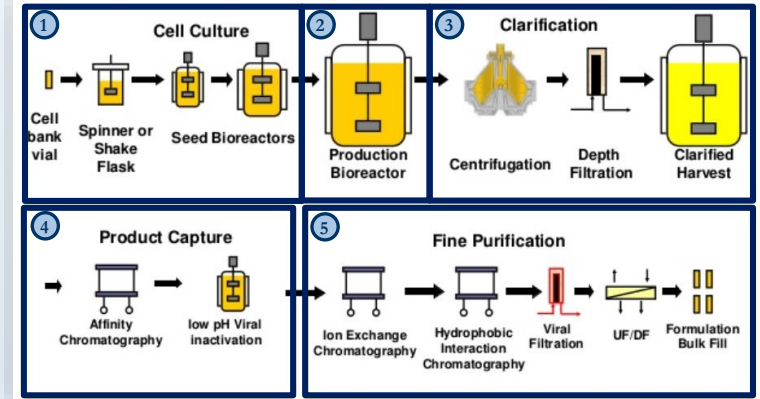 1
Cell Culture
Cell
bank
vial
Spinner or
Shake
Flask
Seed Bioreactors
2
Production
Bioreactor
3
Clarification
Centrifugation
Depth
Filtration
Clarified
Harvest
4
Product Capture
Affinity
Chromatography
low pH Viral
inactivation
5
Fine Purification
Ion Exchange
Chromatography
Hydrophobic
Interaction
Chromatography
Viral
Filtration
UF/DF
Formulation
Bulk Fill